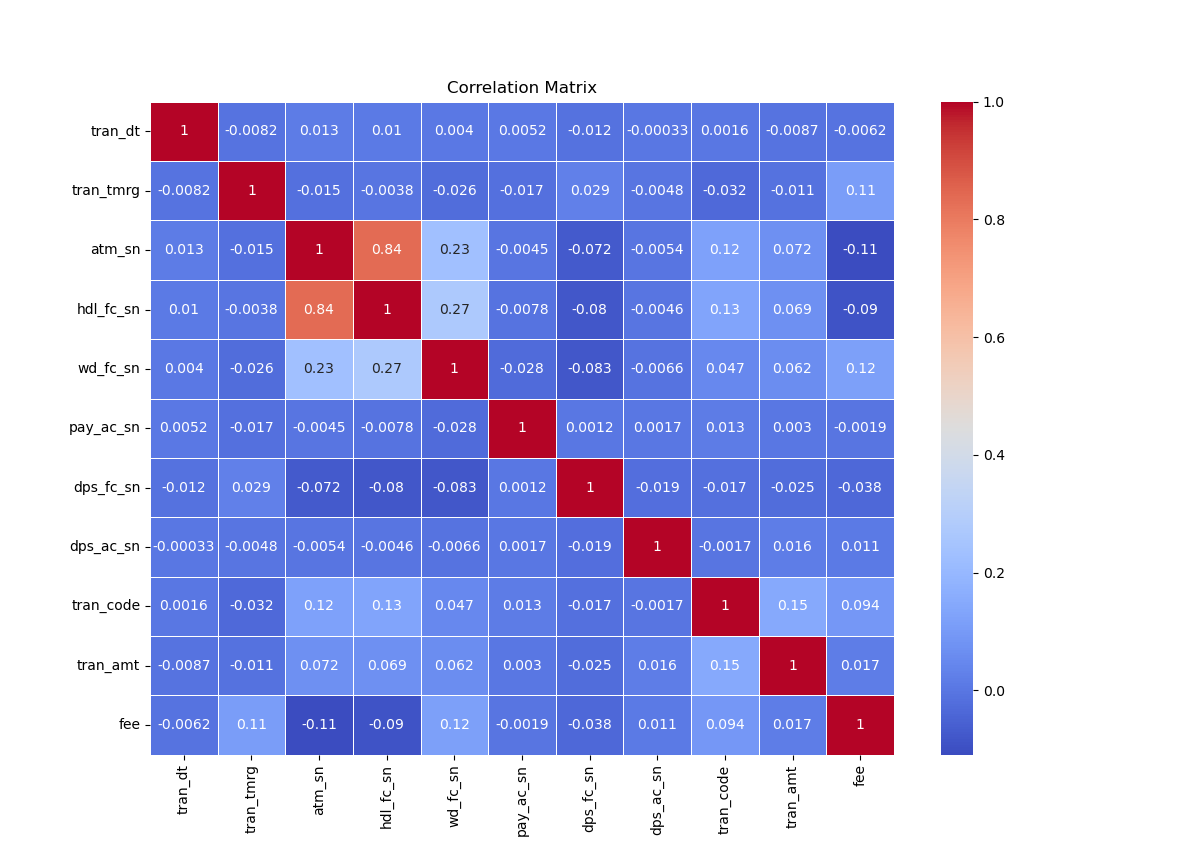 Correlation Matrix
tran_dt 1 -0.0082 0.013 0.01 0.004 0.0052 -0.012 -0.00033 0.0016 -0.0087 -0.0062
tran_tmrg -0.0082 1 -0.015 -0.0038 -0.026 -0.017 0.029 -0.0048 -0.032 -0.011 0.11
atm_sn 0.013 -0.015 1 0.84 0.23 -0.0045 -0.072 -0.0054 0.12 0.072 -0.11
hdl_fc_sn 0.01 -0.0038 0.84 1 0.27 -0.0078 -0.08 -0.0046 0.13 0.069 -0.09
wd_fc_sn 0.004 -0.026 0.23 0.27 1 -0.028 -0.083 -0.0066 0.047 0.062 0.12
pay_ac_sn 0.0052 -0.017 -0.0045 -0.0078 -0.028 1 0.0012 0.0017 0.013 0.003 -0.0019
dps_fc_sn -0.012 0.029 -0.072 -0.08 -0.083 0.0012 1 -0.019 -0.017 -0.025 -0.038
dps_ac_sn -0.00033 -0.0048 -0.0054 -0.0046 -0.0066 0.0017 -0.019 1 -0.0017 0.016 0.011
tran_code 0.0016 -0.032 0.12 0.13 0.047 0.013 -0.017 -0.0017 1 0.15 0.094
tran_amt -0.0087 -0.011 0.072 0.069 0.062 0.003 -0.025 0.016 0.15 1 0.017
fee -0.0062 0.11 -0.11 -0.09 0.12 -0.0019 -0.038 0.011 0.094 0.017 1
tran_dt tran_tmrg atm_sn hdl_fc_sn wd_fc_sn pay_ac_sn dps_fc_sn dps_ac_sn tran_code tran_amt fee
1.0
0.8
0.6
0.4
0.2
0.0